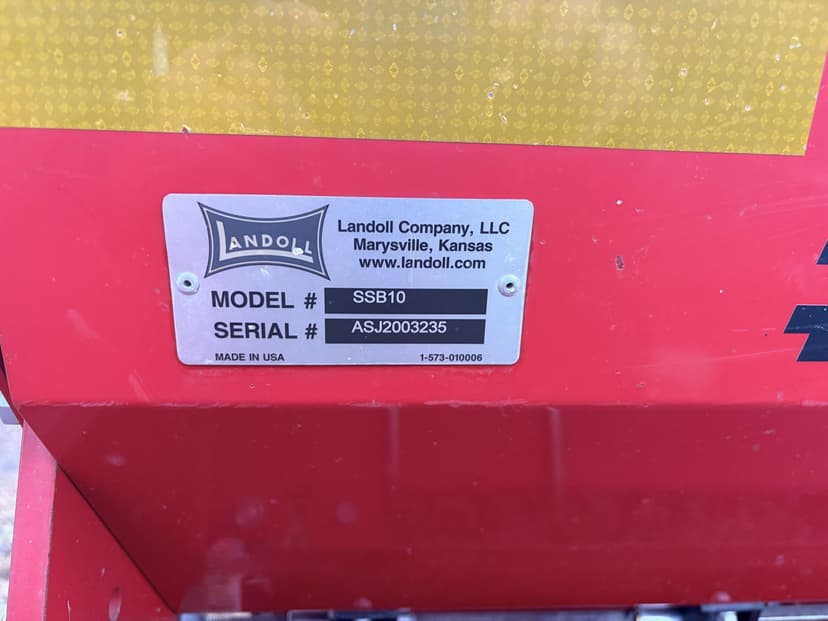 LANDOLL
Landoll Company, LLC
Marysville, Kansas
www.landoll.com
MODEL # SSB10
SERIAL # ASJ2003235
MADE IN USA 1-573-010006